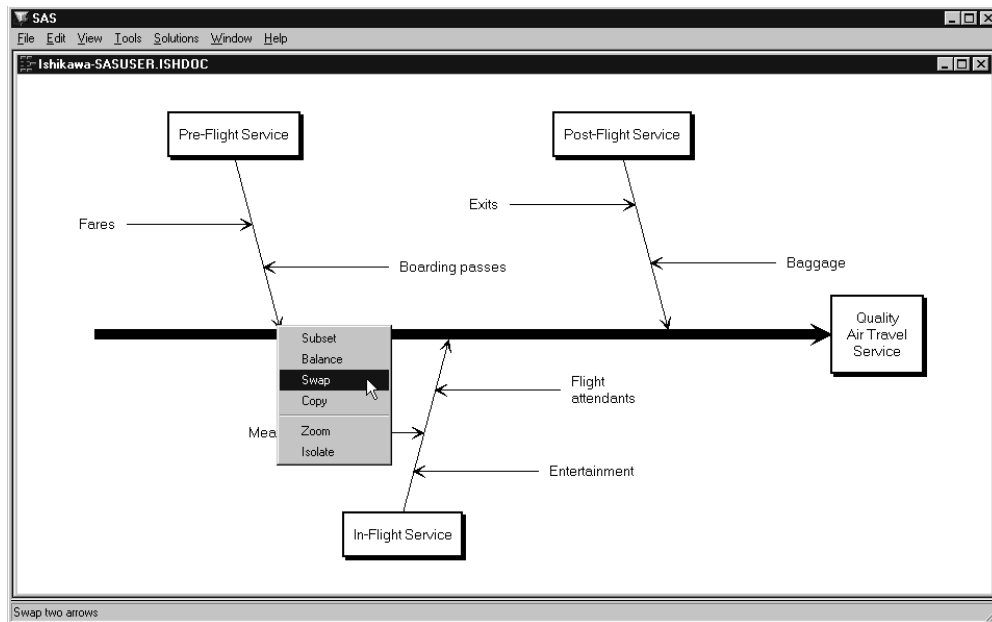 SAS
File Edit View Tools Solutions Window Help
Ishikawa-SASUSER.ISHDOC
Pre-Flight Service
Post-Flight Service
Fares
Exits
Boarding passes
Baggage
Quality
Air Travel
Service
Subset
Balance
Swap
Copy
Zoom
Isolate
Flight
attendants
Mea
Entertainment
In-Flight Service
Swap two arrows